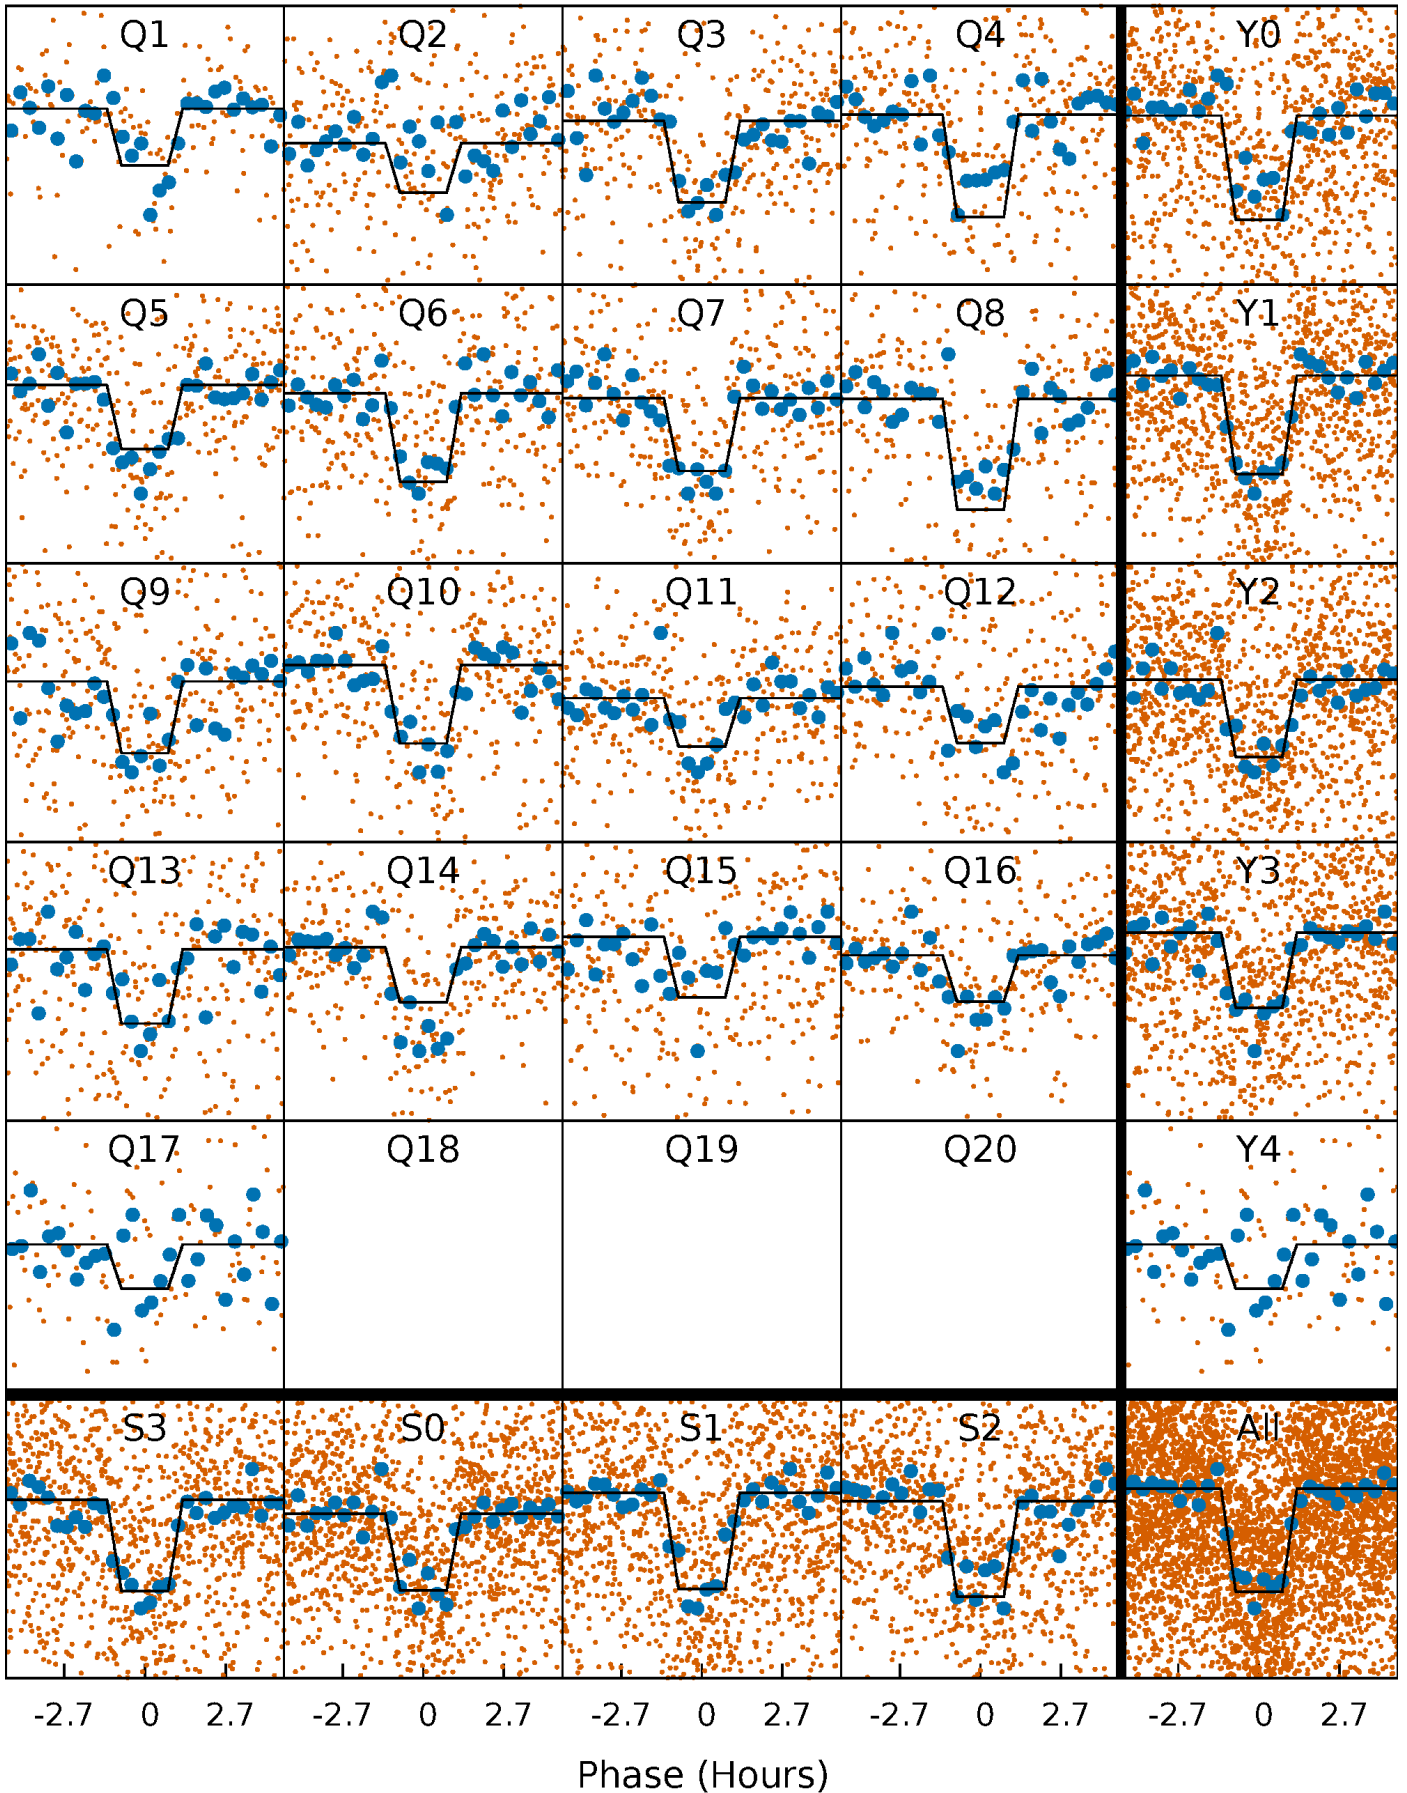 Q1 Q2 Q3 Q4 Y0
Q5 Q6 Q7 Q8 Y1
Q9 Q10 Q11 Q12 Y2
Q13 Q14 Q15 Q16 Y3
Q17 Q18 Q19 Q20 Y4
S3 S0 S1 S2 All
-2.7 0 2.7 -2.7 0 2.7 -2.7 0 2.7 -2.7 0 2.7 -2.7 0 2.7
Phase (Hours)